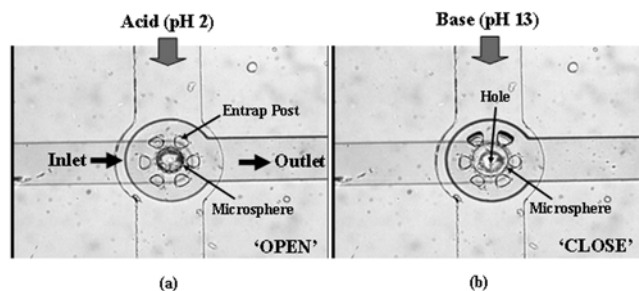 Acid (pH 2)
Entrap Post
Inlet
Outlet
Microsphere
‘OPEN’
(a)
Base (pH 13)
Hole
Microsphere
‘CLOSE’
(b)